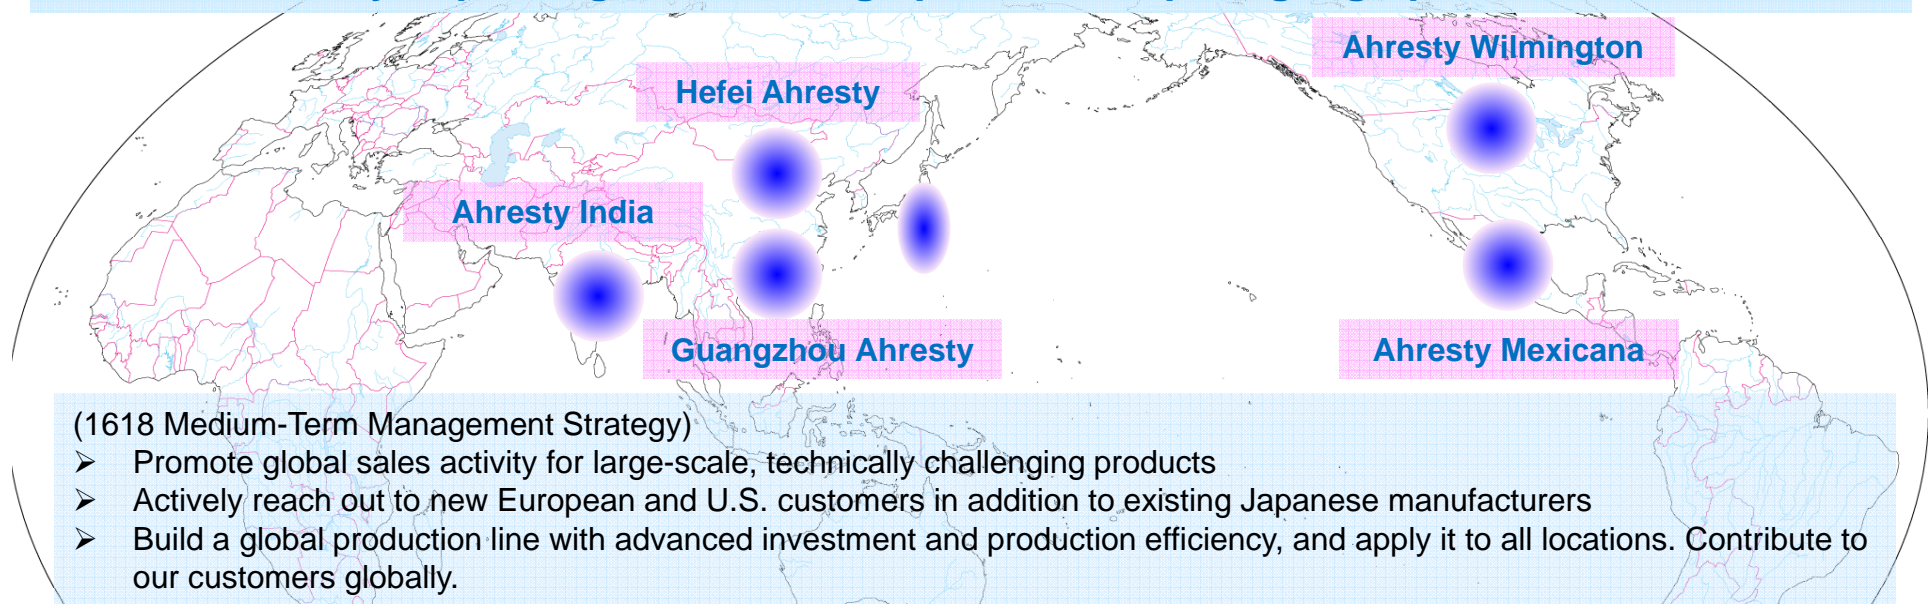 Ahresty Wilmington
Hefei Ahresty
Ahresty India
Guangzhou Ahresty
Ahresty Mexicana
(1618 Medium-Term Management Strategy)
➢ Promote global sales activity for large-scale, technically challenging products
➢ Actively reach out to new European and U.S. customers in addition to existing Japanese manufacturers
➢ Build a global production line with advanced investment and production efficiency, and apply it to all locations. Contribute to
our customers globally.